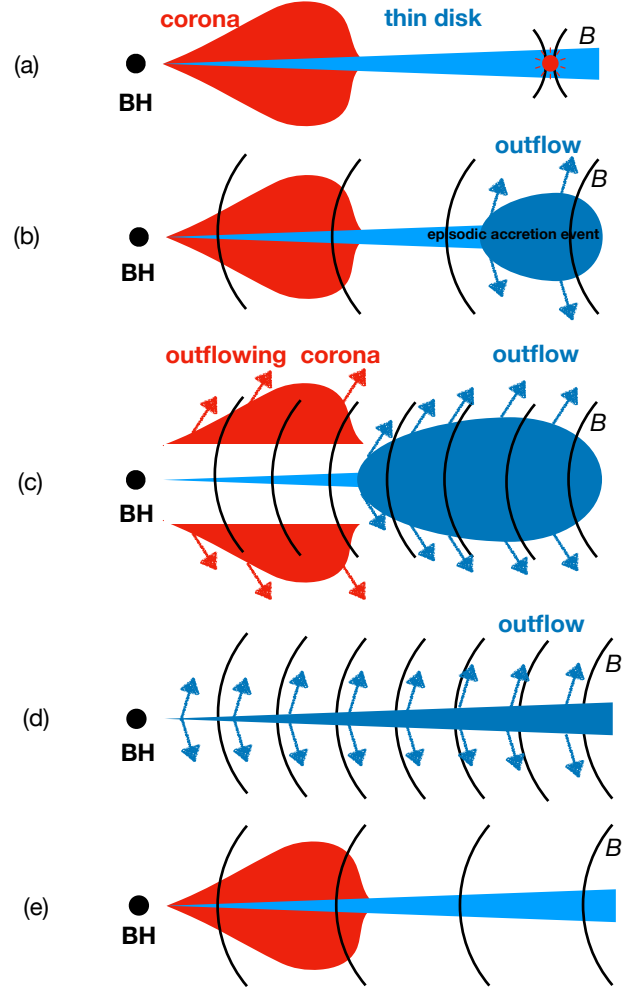 corona thin disk
(a) B
BH
outflow
B
(b) episodic accretion event
BH
outflowing corona outflow
B
(c)
BH
outflow
B
(d)
BH
B
(e)
BH